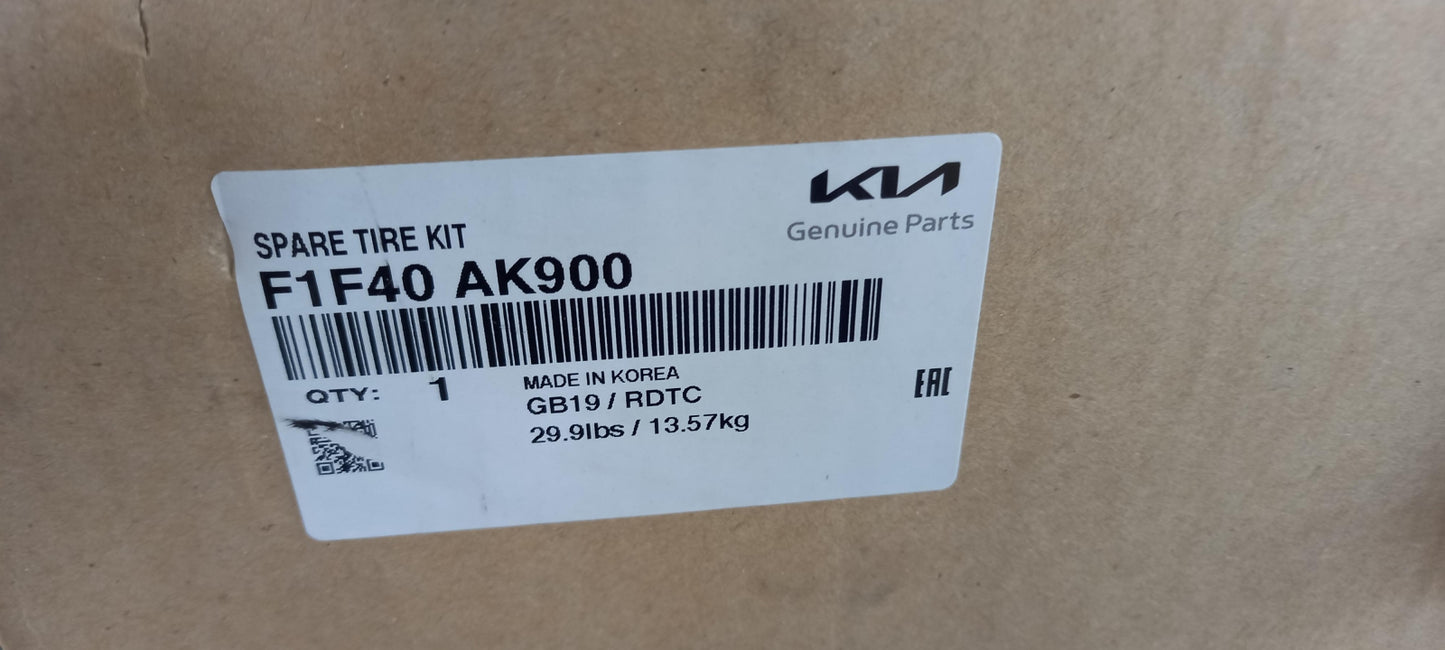 KIA
Genuine Parts
SPARE TIRE KIT
F1F40 AK900
QTY: 1
MADE IN KOREA
GB19 / RDTC
29.9lbs / 13.57kg
EAC